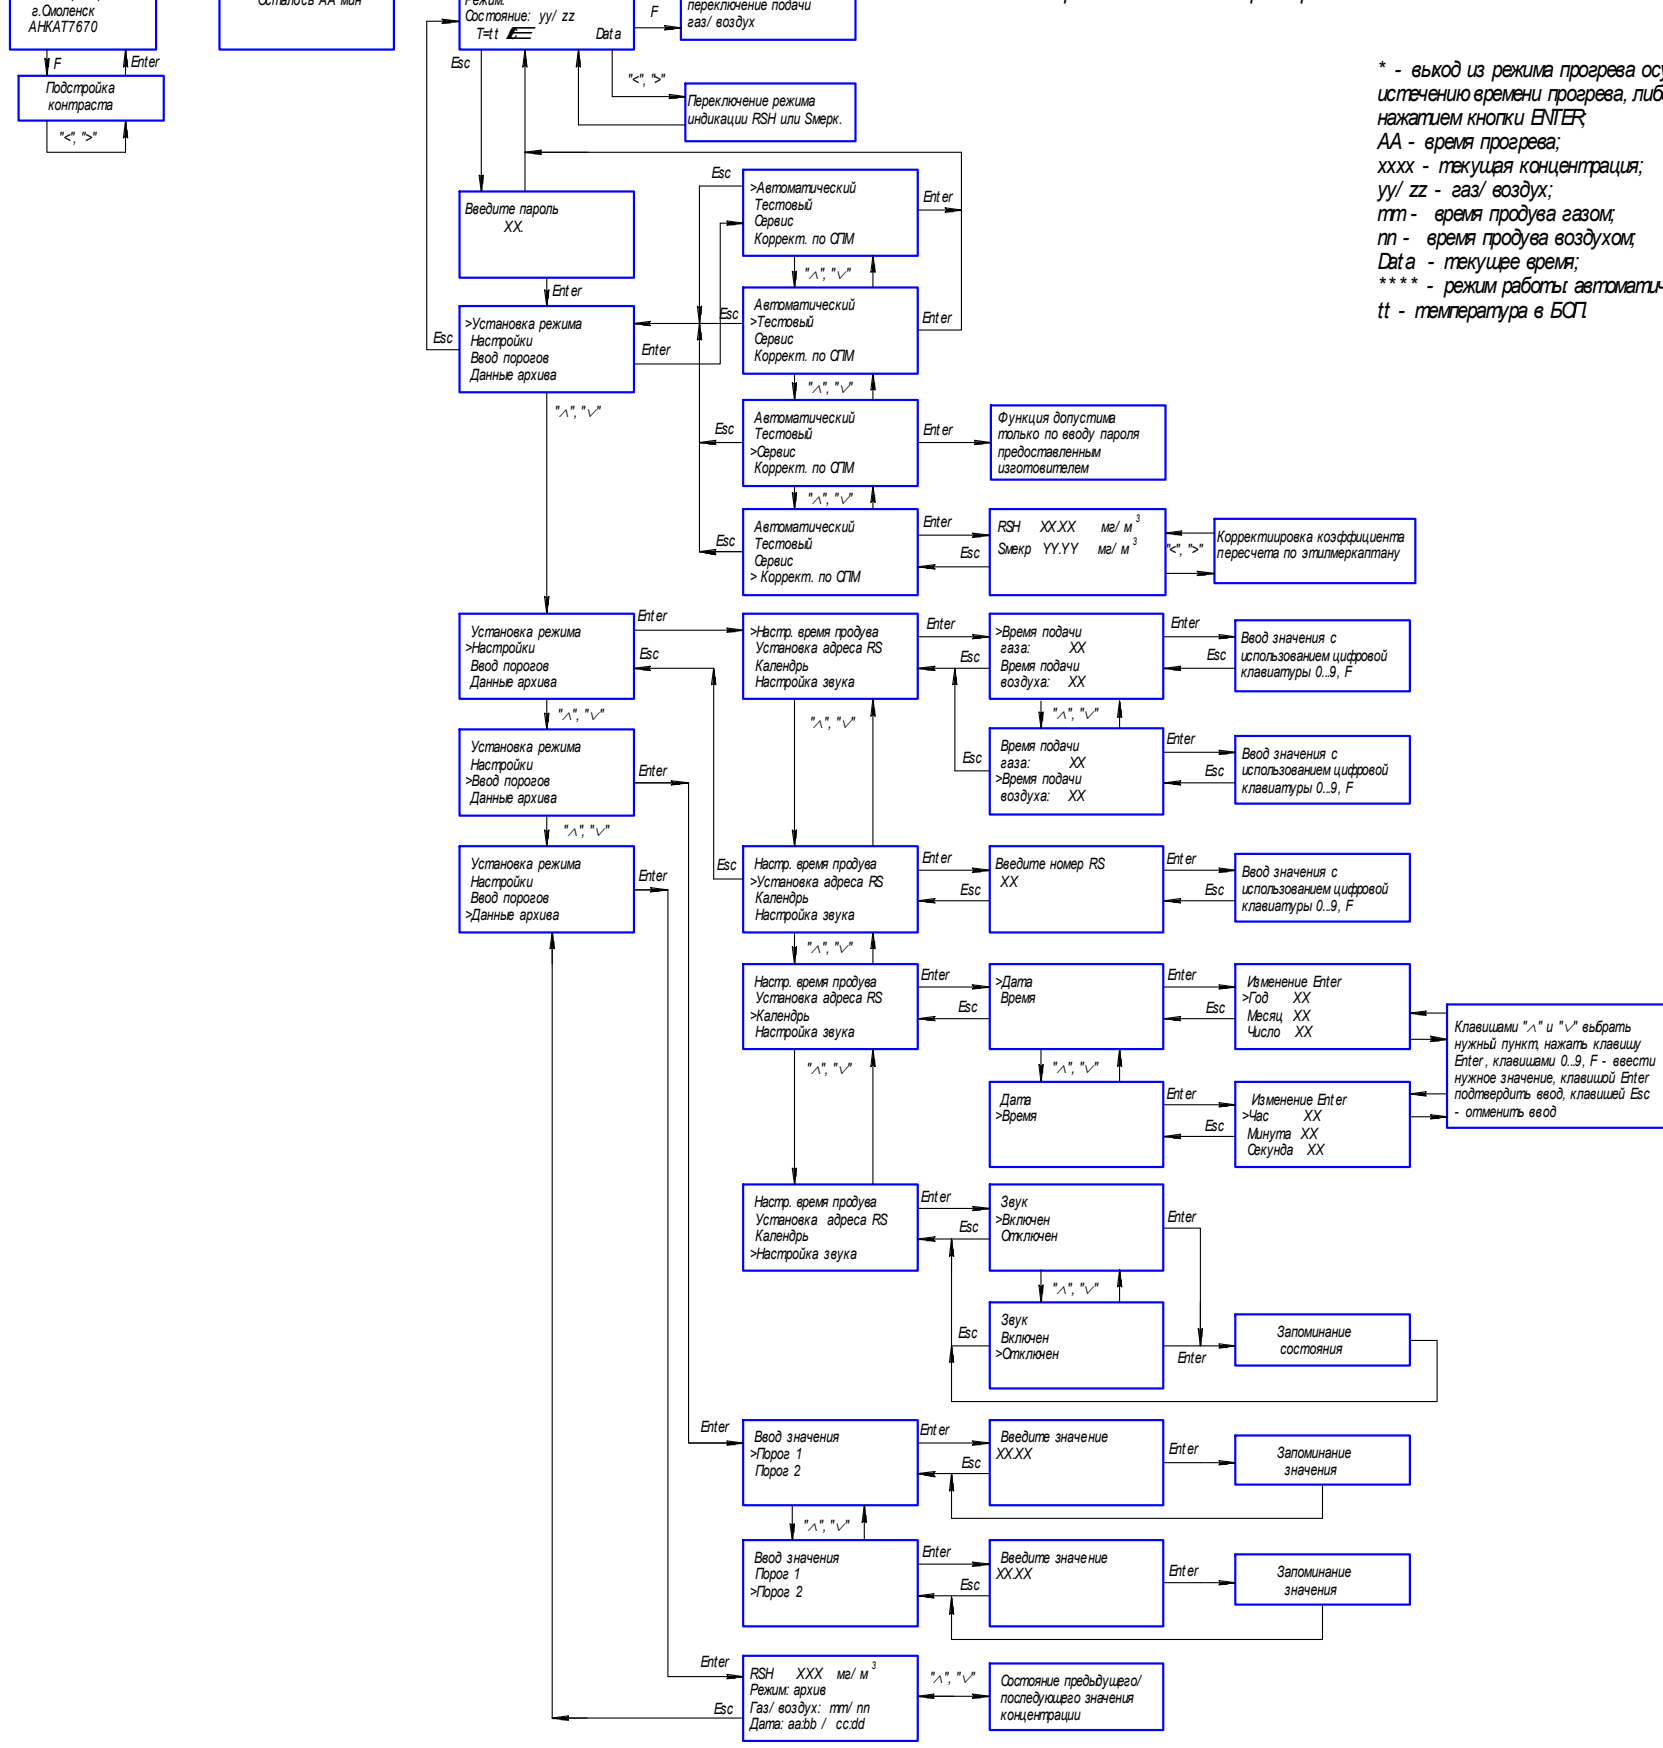 г.Смоленск
АНКАТ7670
F
Enter
Подстройка
контраста
"<", ">"
Осталось АА мин
Режим:
Состояние: yy/ zz
T=tt
Data
F
переключение подачи
газ/ воздух
Esc
"<", ">"
Переключение режима
индикации RSH или Sмерк.
* - выход из режима прогрева
истечению времени прогрева,
нажатием кнопки ENTER;
АА - время прогрева;
xxxx - текущая концентрация;
yy/ zz - газ/ воздух;
mm - время продува газом;
nn - время продува воздухом;
Data - текущее время;
**** - режим работы:
tt - температура в БСП.
Введите пароль
XX.
Enter
Esc
>Установка режима
Настройки
Ввод порогов
Данные архива
Enter
"∧", "∨"
Esc
>Автоматический
Тестовый
Сервис
Коррект. по СПМ
Enter
"∧", "∨"
Esc
Автоматический
>Тестовый
Сервис
Коррект. по СПМ
Enter
"∧", "∨"
Esc
Автоматический
Тестовый
>Сервис
Коррект. по СПМ
Enter
Функция допустима
только по вводу пароля
предоставленным
изготовителем
"∧", "∨"
Esc
Автоматический
Тестовый
Сервис
> Коррект. по СПМ
Enter
Esc
RSH XX.XX мг/ м 3
Sмекр YY.YY мг/ м 3
"<", ">"
Корректиировка коэффициента
пересчета по этилмеркаптану
Установка режима
>Настройки
Ввод порогов
Данные архива
Enter
Esc
>Настр. время продува
Установка адреса RS
Календрь
Настройка звука
Enter
Esc
>Время подачи
газа: XX
Время подачи
воздуха: XX
Enter
Esc
Ввод значения с
использованием цифровой
клавиатуры 0...9, F
"∧", "∨"
"∧", "∨"
"∧", "∨"
Установка режима
Настройки
>Ввод порогов
Данные архива
Enter
Esc
Время подачи
газа: XX
>Время подачи
воздуха: XX
Enter
Esc
Ввод значения с
использованием цифровой
клавиатуры 0...9, F
"∧", "∨"
Установка режима
Настройки
Ввод порогов
>Данные архива
Enter
Esc
Настр. время продува
>Установка адреса RS
Календрь
Настройка звука
Enter
Esc
Введите номер RS
XX
Enter
Esc
Ввод значения с
использованием цифровой
клавиатуры 0...9, F
"∧", "∨"
Настр. время продува
Установка адреса RS
>Календрь
Настройка звука
Enter
Esc
>Дата
Время
Enter
Esc
Изменение Enter
>Год XX
Месяц XX
Число XX
"∧", "∨"
"∧", "∨"
Клавишами "∧" и "∨" выбрать
нужный пункт, нажать клавишу
Enter, клавишами 0...9, F - ввести
нужное значение, клавишой Enter
подтвердить ввод, клавишей Esc
- отменить ввод
Дата
>Время
Enter
Esc
Изменение Enter
>Час XX
Минута XX
Секунда XX
Настр. время продува
Установка адреса RS
Календрь
>Настройка звука
Enter
Esc
Звук
>Включен
Отключен
Enter
"∧", "∨"
Esc
Звук
Включен
>Отключен
Enter
Запоминание
состояния
Enter
Ввод значения
>Порог 1
Порог 2
Enter
Esc
Введите значение
XX.XX
Enter
Запоминание
значения
"∧", "∨"
Ввод значения
Порог 1
>Порог 2
Enter
Esc
Введите значение
XX.XX
Enter
Запоминание
значения
Enter
Esc
RSH XXX мг/ м 3
Режим: архив
Газ/ воздух: mm/ nn
Дата: aa:bb / cc:dd
"∧", "∨"
Состояние предыдущего/
последующего значения
концентрации